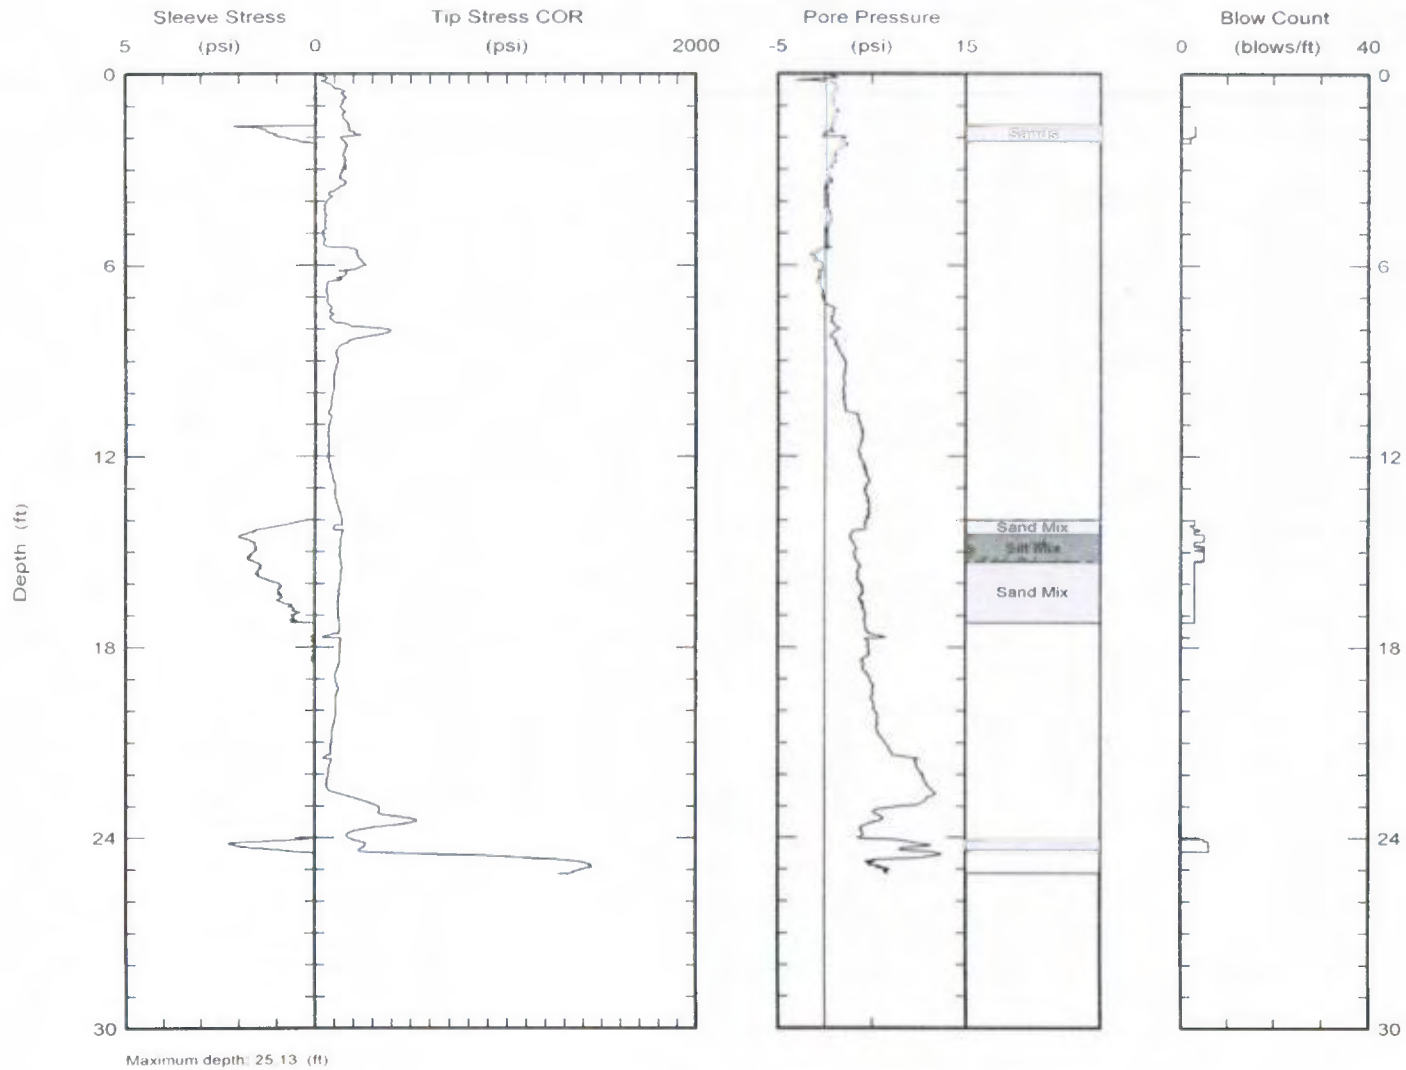 Sleeve Stress Tip Stress COR Pore Pressure Blow Count
5 (psi) 0 (psi) 2000 -5 (psi) 15 0 (blows/ft) 40
0 0
Sands
6 6
12 12
Sand Mix
Silt Mix
Sand Mix
Depth (ft)
18 18
24 24
30 30
Maximum depth: 25.13 (ft)